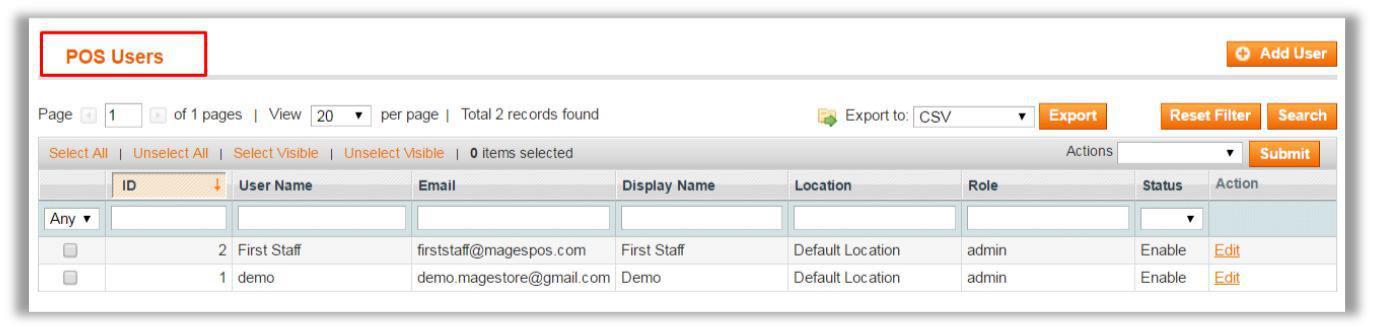 POS Users
Add User
Page 1 of 1 pages | View 20 per page | Total 2 records found Export to: CSV Export Reset Filter Search
Select All | Unselect All | Select Visible | Unselect Visible | 0 items selected Actions Submit
ID User Name Email Display Name Location Role Status Action
Any
2 First Staff firststaff@magespos.com First Staff Default Location admin Enable Edit
1 demo demo.magestore@gmail.com Demo Default Location admin Enable Edit